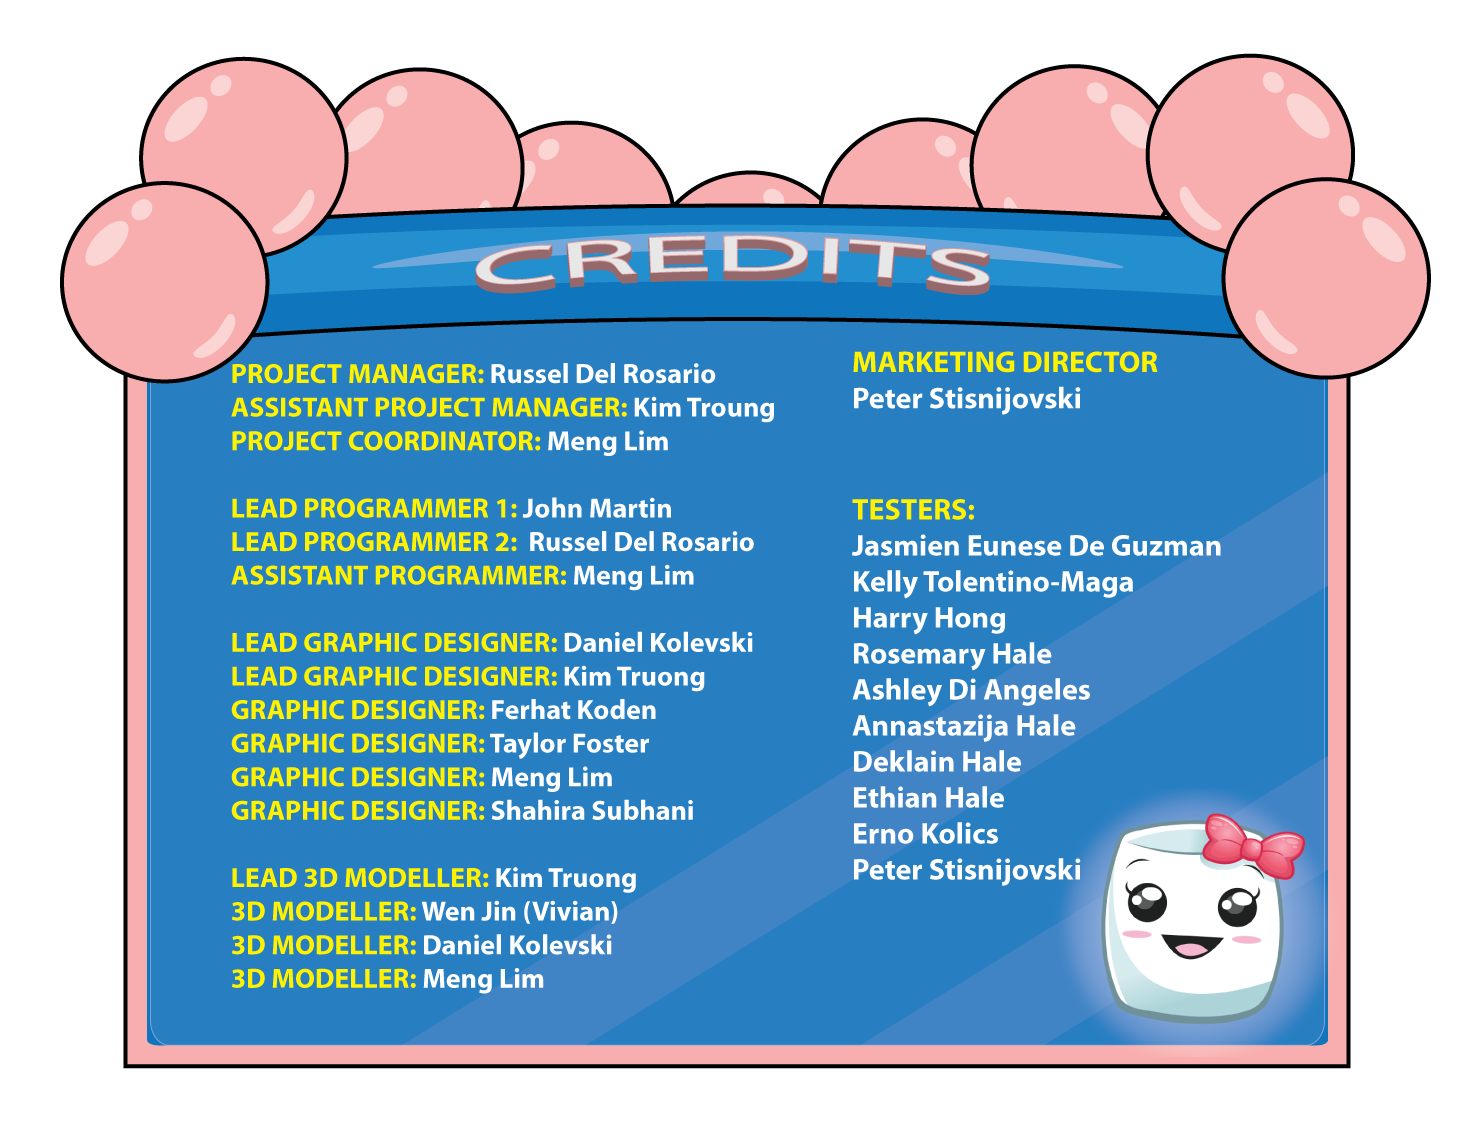 CREDITS
PROJECT MANAGER: Russel Del Rosario
ASSISTANT PROJECT MANAGER: Kim Troung
PROJECT COORDINATOR: Meng Lim
LEAD PROGRAMMER 1: John Martin
LEAD PROGRAMMER 2: Russel Del Rosario
ASSISTANT PROGRAMMER: Meng Lim
LEAD GRAPHIC DESIGNER: Daniel Kolevski
LEAD GRAPHIC DESIGNER: Kim Truong
GRAPHIC DESIGNER: Ferhat Koden
GRAPHIC DESIGNER: Taylor Foster
GRAPHIC DESIGNER: Meng Lim
GRAPHIC DESIGNER: Shahira Subhani
LEAD 3D MODELLER: Kim Truong
3D MODELLER: Wen Jin (Vivian)
3D MODELLER: Daniel Kolevski
3D MODELLER: Meng Lim
MARKETING DIRECTOR
Peter Stisnijovski
TESTERS:
Jasmien Eunese De Guzman
Kelly Tolentino-Maga
Harry Hong
Rosemary Hale
Ashley Di Angeles
Annastazija Hale
Deklain Hale
Ethian Hale
Erno Kolics
Peter Stisnijovski